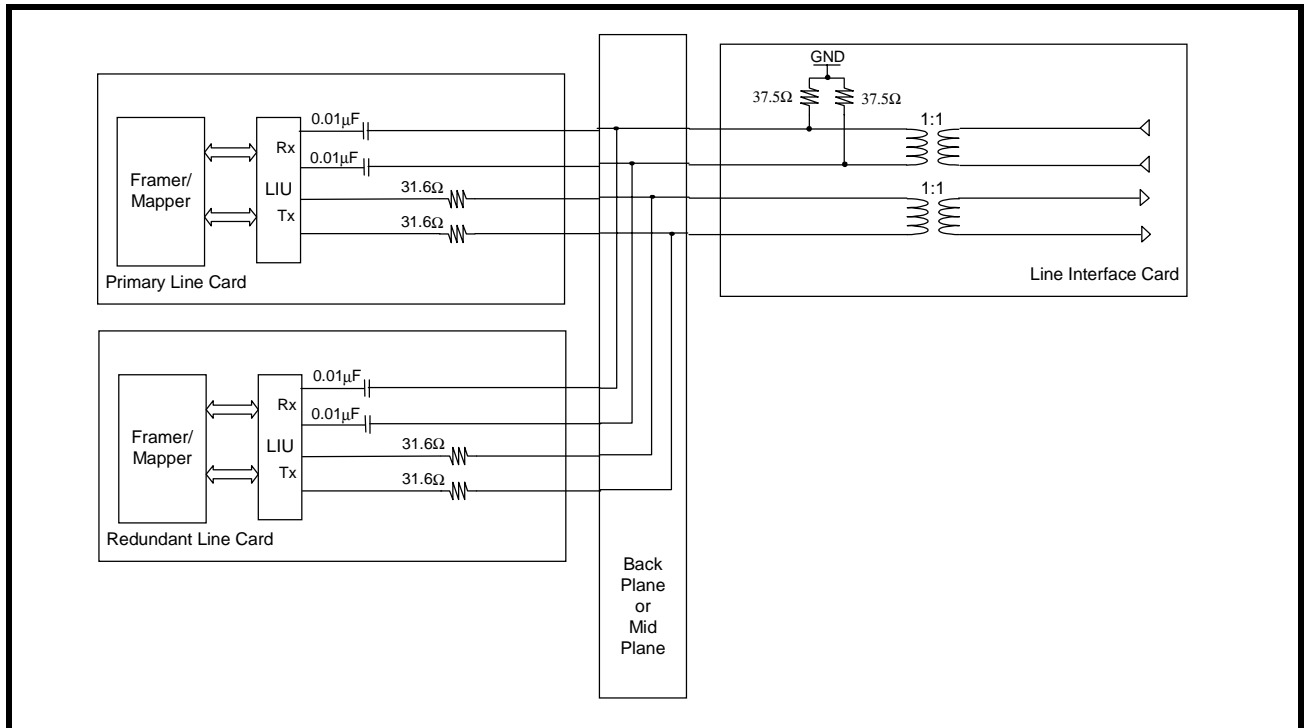 GND
37.5Ω
37.5Ω
0.01µF
1:1
Rx
0.01µF
Framer/
Mapper
LIU
31.6Ω
1:1
Tx
31.6Ω
Primary Line Card
Line Interface Card
0.01µF
Rx
0.01µF
Framer/
Mapper
LIU
31.6Ω
Tx
31.6Ω
Redundant Line Card
Back
Plane
or
Mid
Plane